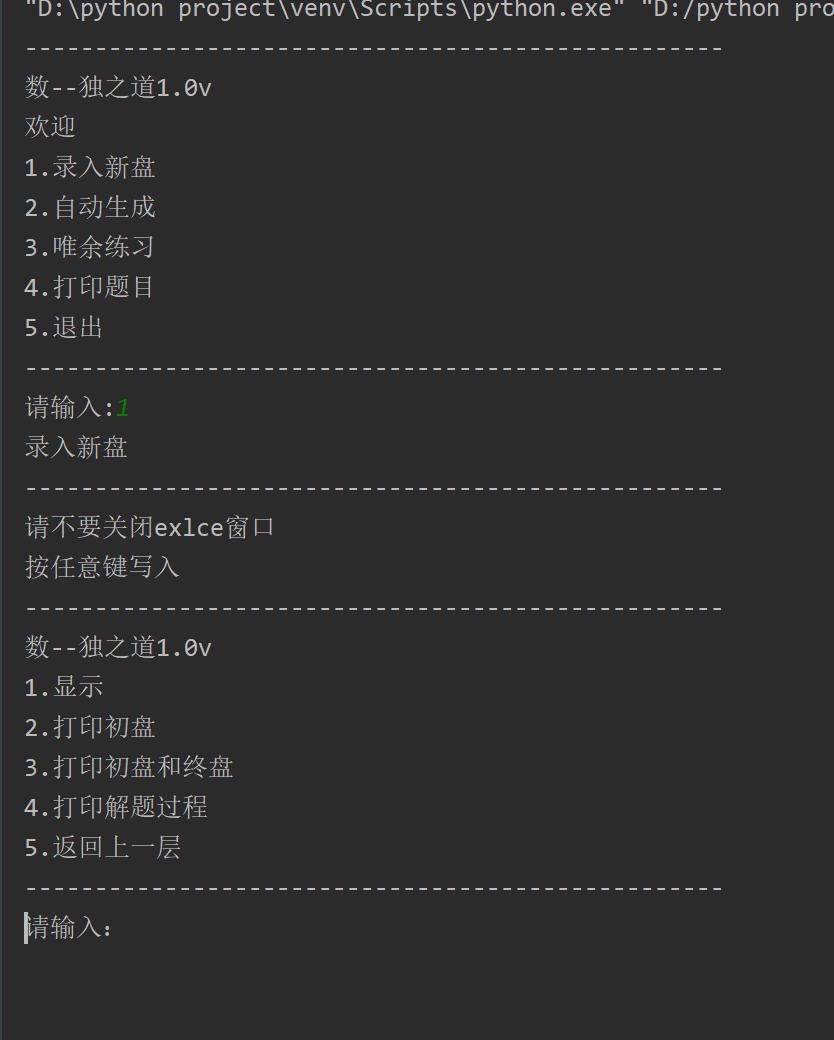 "D:\python project\venv\Scripts\python.exe" "D:/python pro
--------------------------------------------------
数--独之道1.0v
欢迎
1.录入新盘
2.自动生成
3.唯余练习
4.打印题目
5.退出
--------------------------------------------------
请输入:1
录入新盘
--------------------------------------------------
请不要关闭exlce窗口
按任意键写入
--------------------------------------------------
数--独之道1.0v
1.显示
2.打印初盘
3.打印初盘和终盘
4.打印解题过程
5.返回上一层
--------------------------------------------------
请输入: